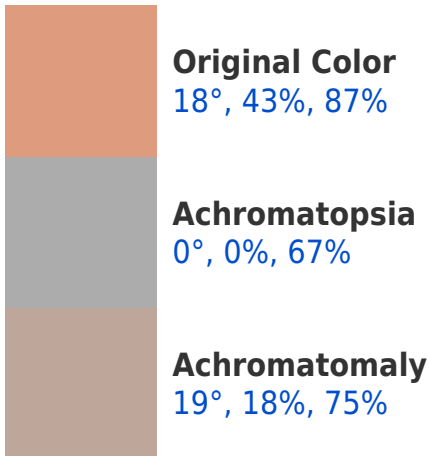 Original Color
18°, 43%, 87%
Achromatopsia
0°, 0%, 67%
Achromatomaly
19°, 18%, 75%